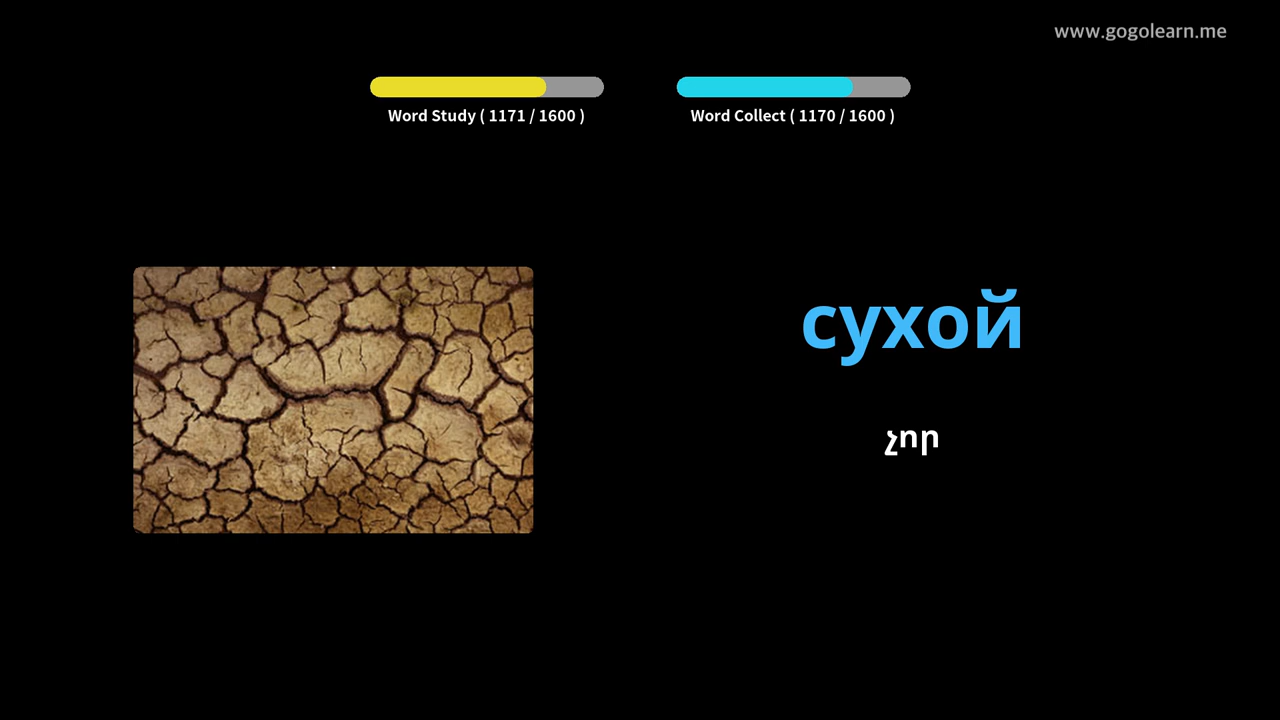 www.gogolearn.me
Word Study ( 1171 / 1600 )
Word Collect ( 1170 / 1600 )
сухой
չոր